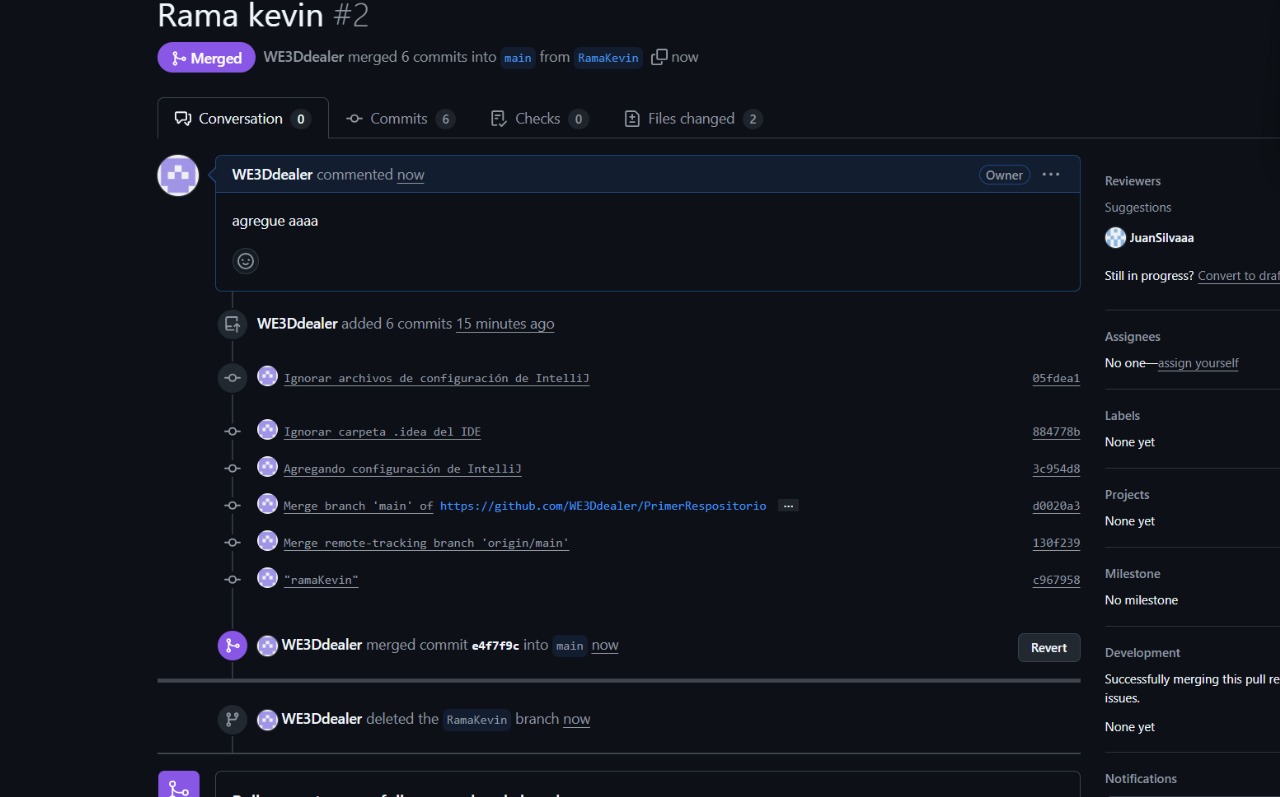 Rama kevin #2
Merged WE3Ddealer merged 6 commits into main from RamaKevin now
Conversation 0 Commits 6 Checks 0 Files changed 2
WE3Ddealer commented now Owner ...
agregue aaaa
WE3Ddealer added 6 commits 15 minutes ago
Ignorar archivos de configuración de IntelliJ 05fdea1
Ignorar carpeta .idea del IDE 884778b
Agregando configuración de IntelliJ 3c954d8
Merge branch 'main' of https://github.com/WE3Ddealer/PrimerRespositorio ... d0020a3
Merge remote-tracking branch 'origin/main' 130f239
"ramaKevin" c967958
WE3Ddealer merged commit e4f7f9c into main now Revert
WE3Ddealer deleted the RamaKevin branch now
Reviewers
Suggestions
JuanSilvaaa
Still in progress? Convert to draf
Assignees
No one—assign yourself
Labels
None yet
Projects
None yet
Milestone
No milestone
Development
Successfully merging this pull re
issues.
None yet
Notifications